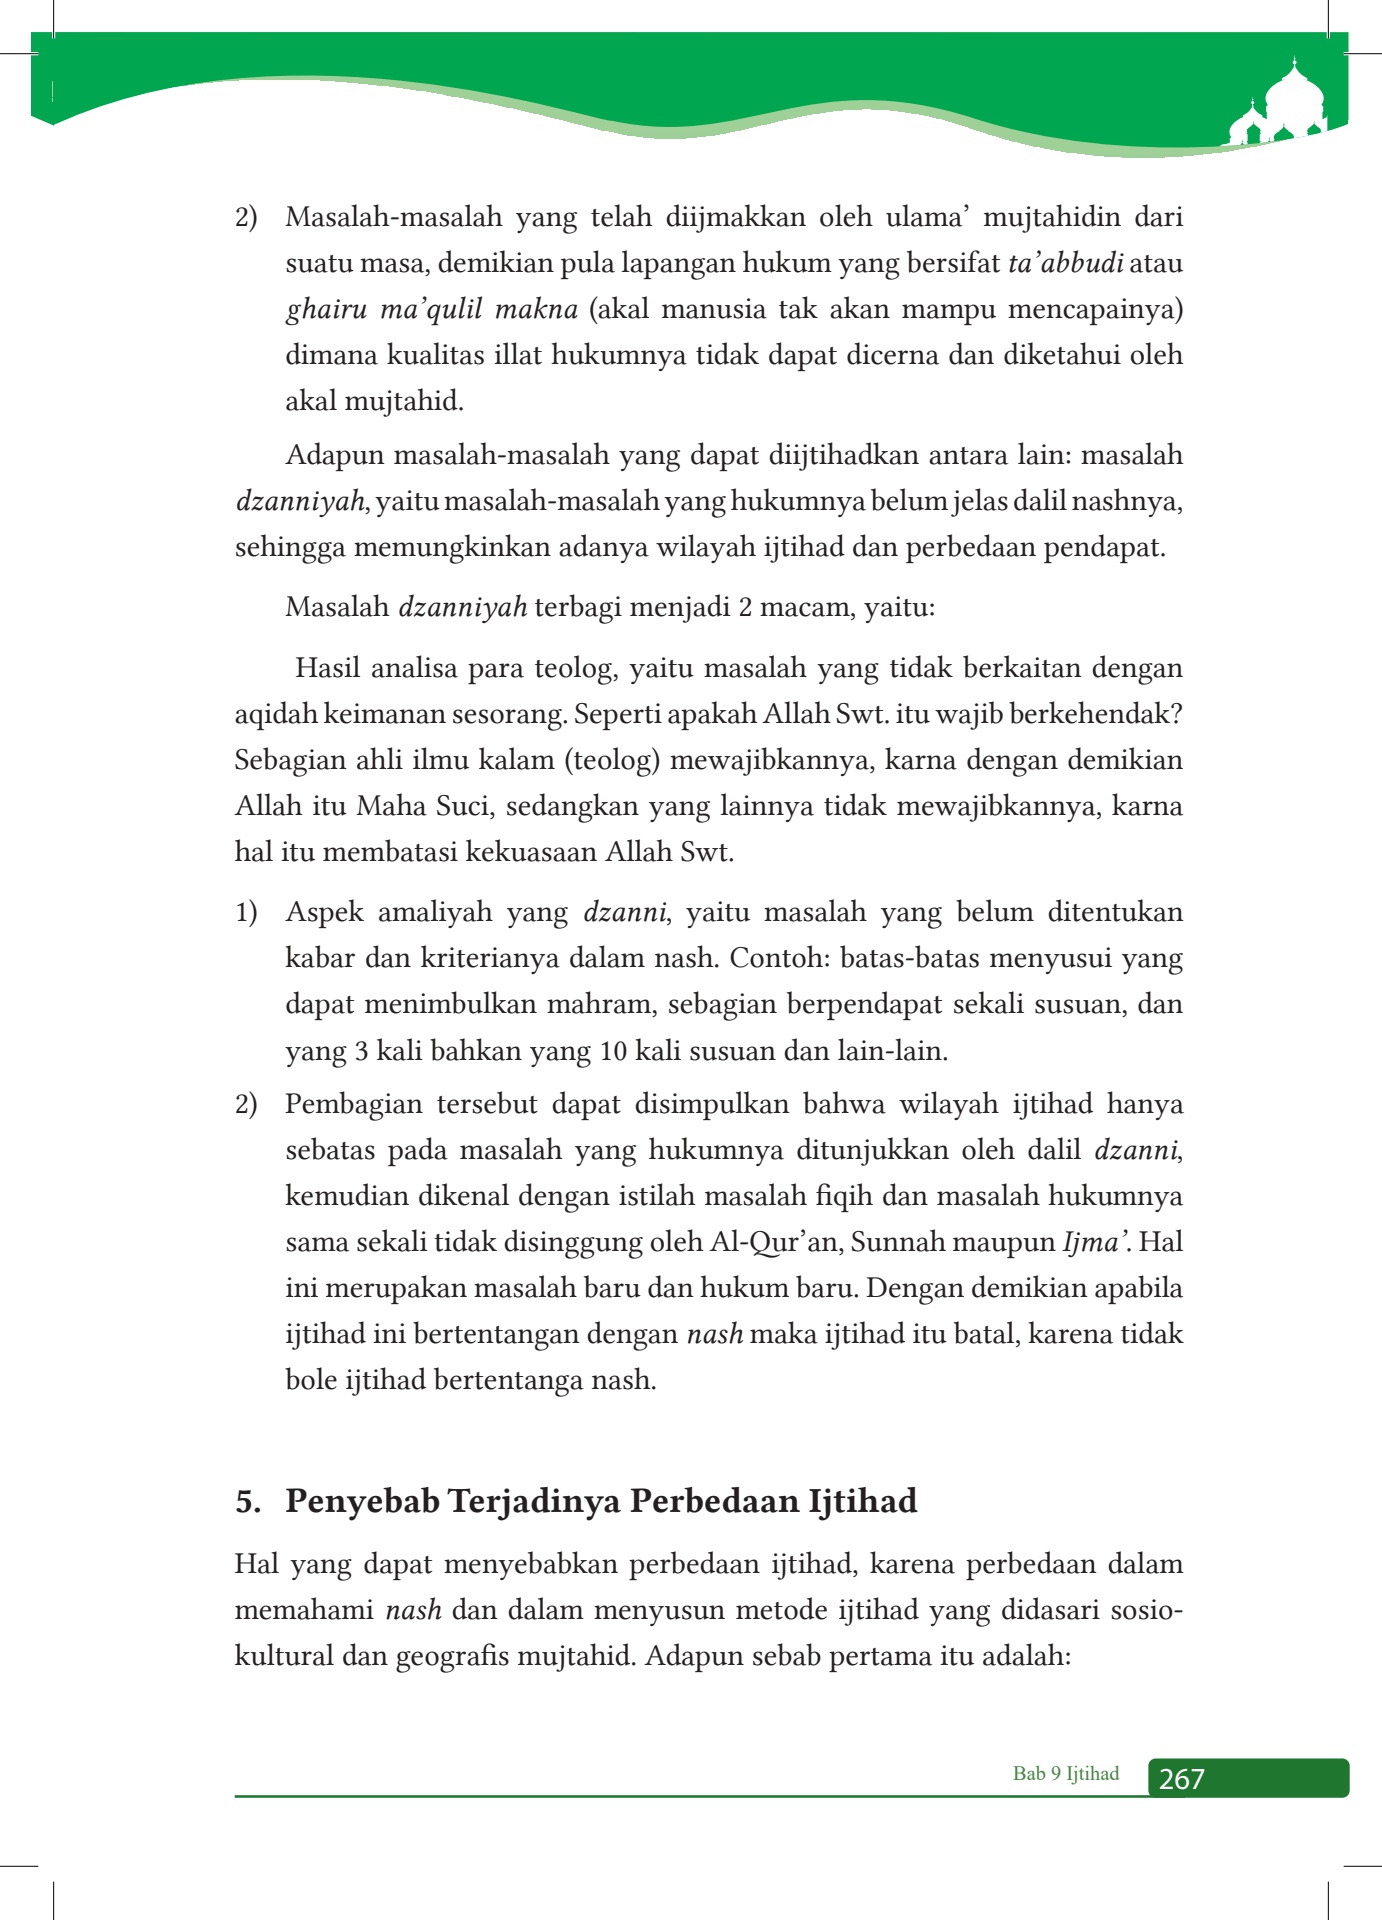 2) Masalah-masalah yang telah diijmakkan oleh ulama’ mujtahidin dari
suatu masa, demikian pula lapangan hukum yang bersifat ta’abbudi atau
ghairu ma’qulil makna (akal manusia tak akan mampu mencapainya)
dimana kualitas illat hukumnya tidak dapat dicerna dan diketahui oleh
akal mujtahid.
Adapun masalah-masalah yang dapat diijtihadkan antara lain: masalah
dzanniyah, yaitu masalah-masalah yang hukumnya belum jelas dalil nashnya,
sehingga memungkinkan adanya wilayah ijtihad dan perbedaan pendapat.
Masalah dzanniyah terbagi menjadi 2 macam, yaitu:
Hasil analisa para teolog, yaitu masalah yang tidak berkaitan dengan
aqidah keimanan sesorang. Seperti apakah Allah Swt. itu wajib berkehendak?
Sebagian ahli ilmu kalam (teolog) mewajibkannya, karna dengan demikian
Allah itu Maha Suci, sedangkan yang lainnya tidak mewajibkannya, karna
hal itu membatasi kekuasaan Allah Swt.
1) Aspek amaliyah yang dzanni, yaitu masalah yang belum ditentukan
kabar dan kriterianya dalam nash. Contoh: batas-batas menyusui yang
dapat menimbulkan mahram, sebagian berpendapat sekali susuan, dan
yang 3 kali bahkan yang 10 kali susuan dan lain-lain.
2) Pembagian tersebut dapat disimpulkan bahwa wilayah ijtihad hanya
sebatas pada masalah yang hukumnya ditunjukkan oleh dalil dzanni,
kemudian dikenal dengan istilah masalah fiqih dan masalah hukumnya
sama sekali tidak disinggung oleh Al-Qur’an, Sunnah maupun Ijma’. Hal
ini merupakan masalah baru dan hukum baru. Dengan demikian apabila
ijtihad ini bertentangan dengan nash maka ijtihad itu batal, karena tidak
bole ijtihad bertentanga nash.
5. Penyebab Terjadinya Perbedaan Ijtihad
Hal yang dapat menyebabkan perbedaan ijtihad, karena perbedaan dalam
memahami nash dan dalam menyusun metode ijtihad yang didasari sosio-
kultural dan geografis mujtahid. Adapun sebab pertama itu adalah:
Bab 9 Ijtihad 267